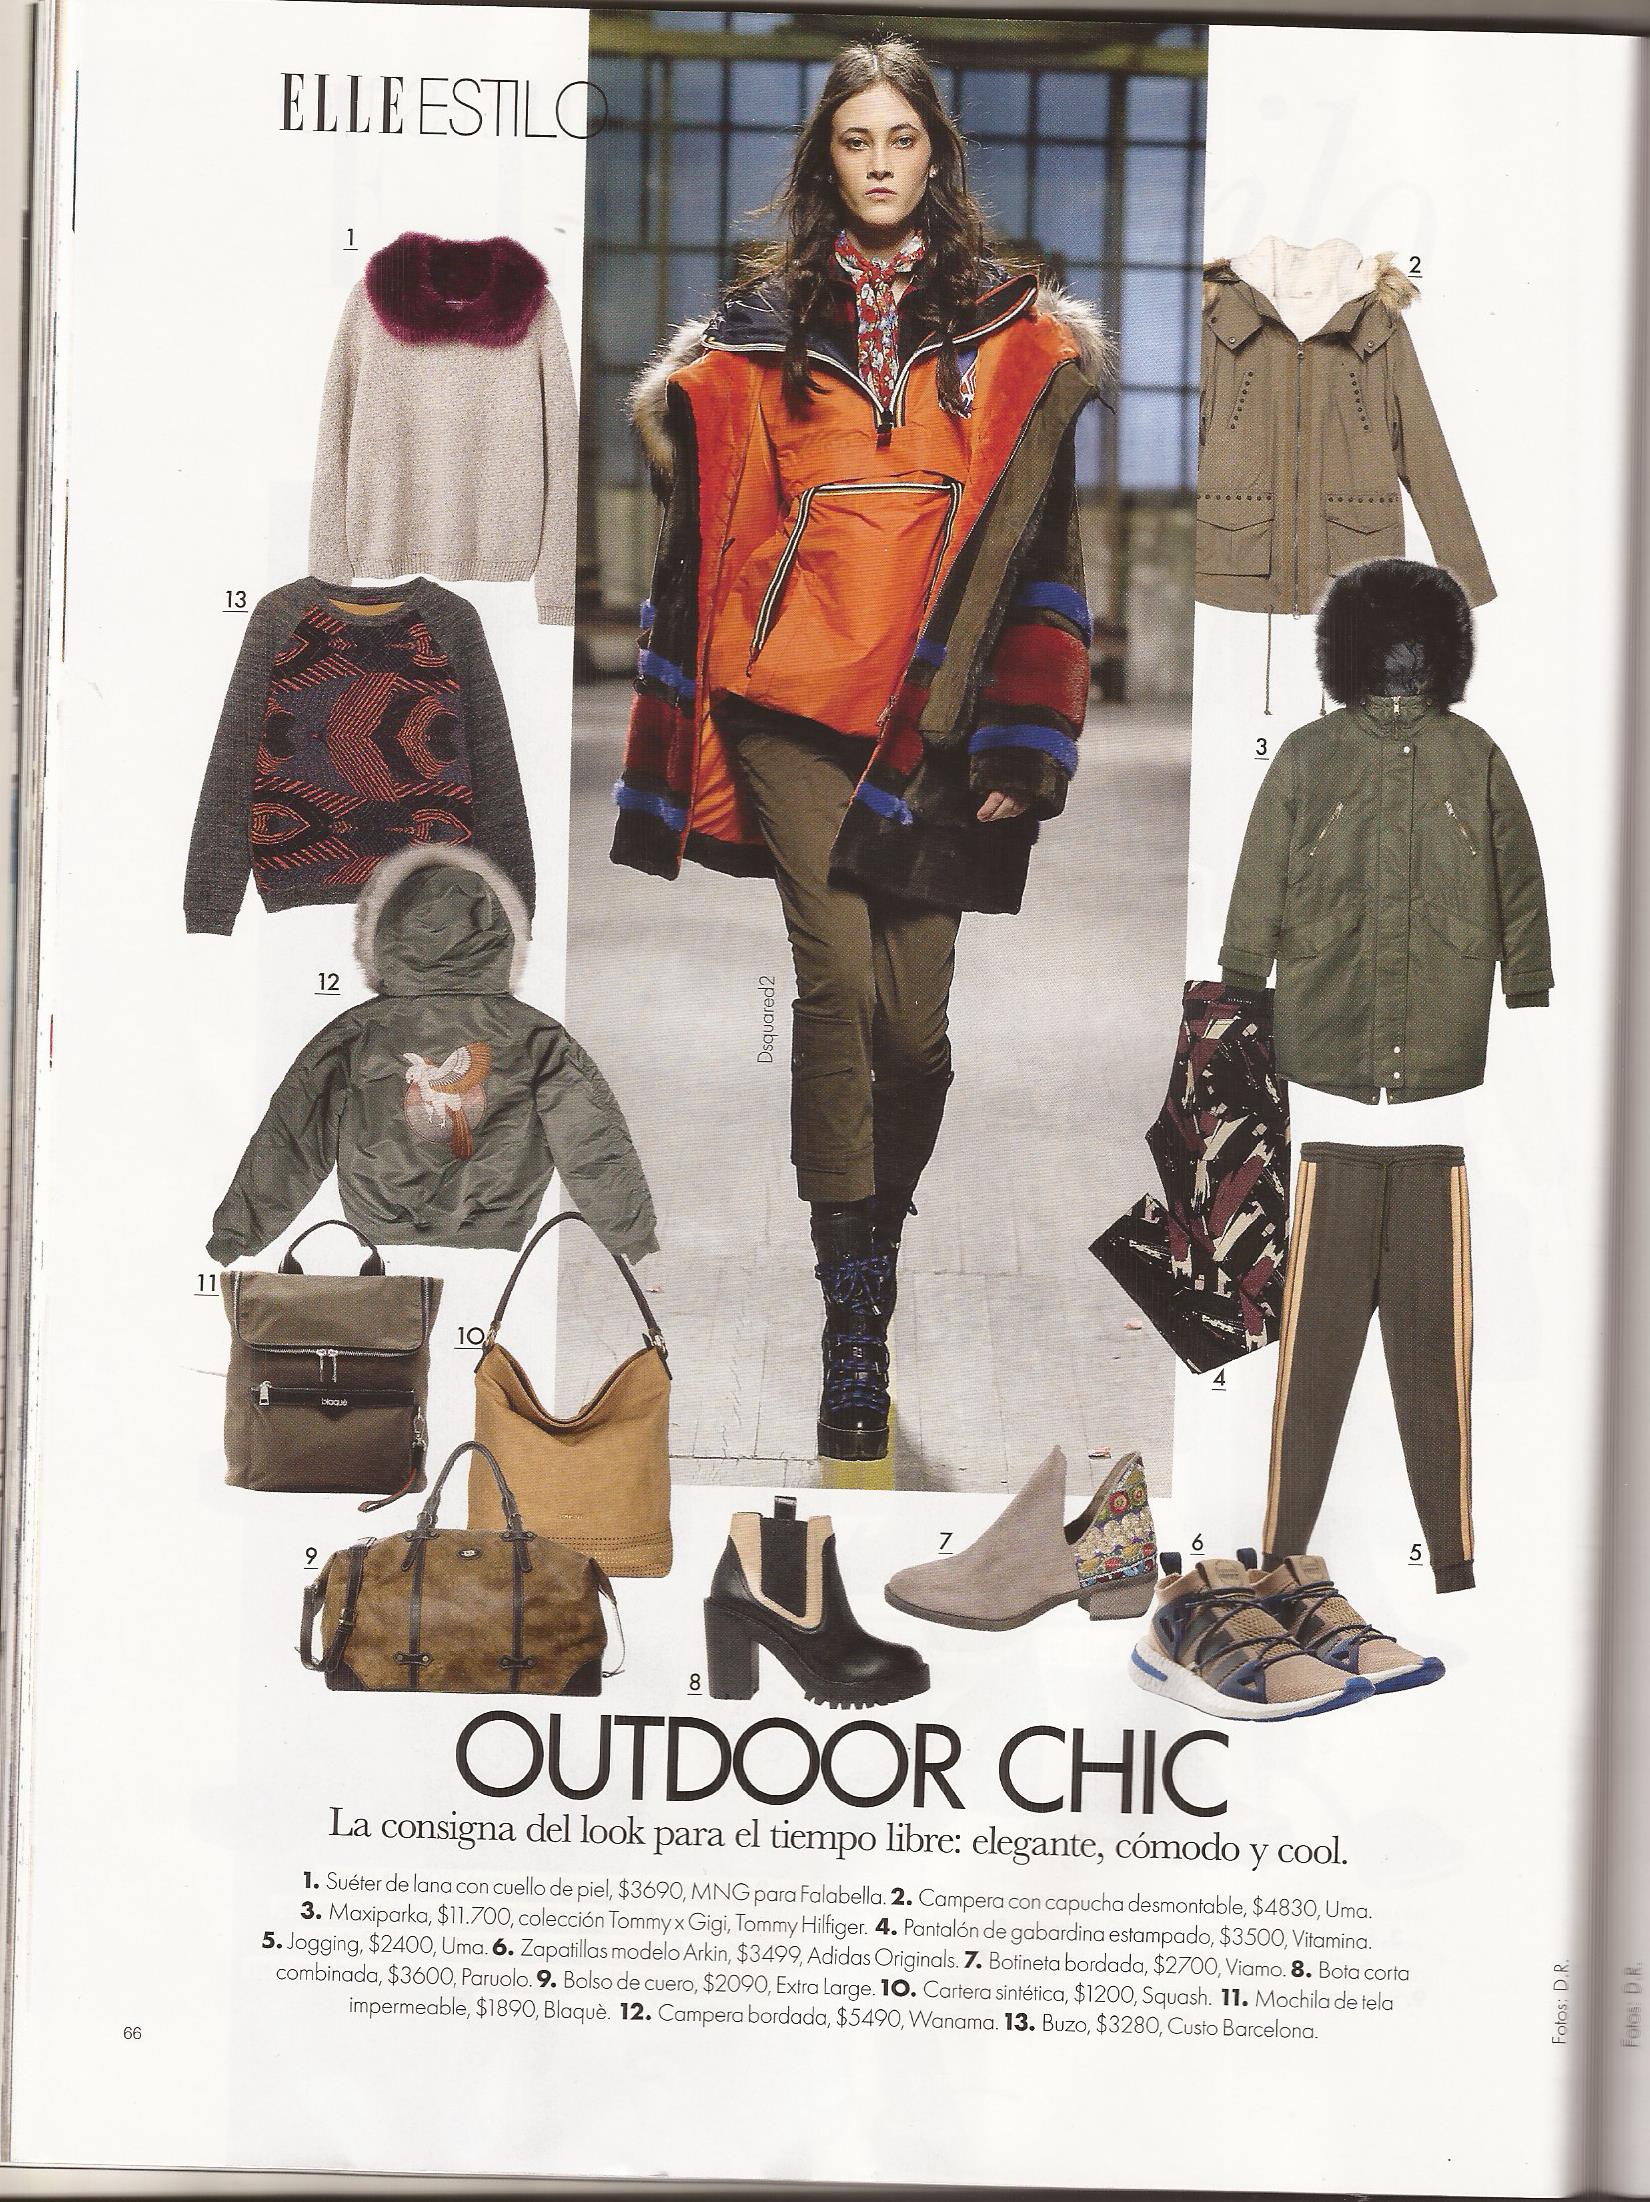 ELLE ESTILO
1
2
13
3
12
Dsquared2
11
blaqué
10
4
9
7
6
5
8
OUTDOOR CHIC
La consigna del look para el tiempo libre: elegante, cómodo y cool.
1. Suéter de lana con cuello de piel, $3690, MNG para Falabella. 2. Campera con capucha desmontable, $4830, Uma.
3. Maxiparka, $11.700, colección Tommy x Gigi, Tommy Hilfiger. 4. Pantalón de gabardina estampado, $3500, Vitamina.
5. Jogging, $2400, Uma. 6. Zapatillas modelo Arkin, $3499, Adidas Originals. 7. Botineta bordada, $2700, Viamo. 8. Bota corta
combinada, $3600, Paruolo. 9. Bolso de cuero, $2090, Extra Large. 10. Cartera sintética, $1200, Squash. 11. Mochila de tela
impermeable, $1890, Blaquè. 12. Campera bordada, $5490, Wanama. 13. Buzo, $3280, Custo Barcelona.
66
Fotos: D.R.
Fotos: D.R.